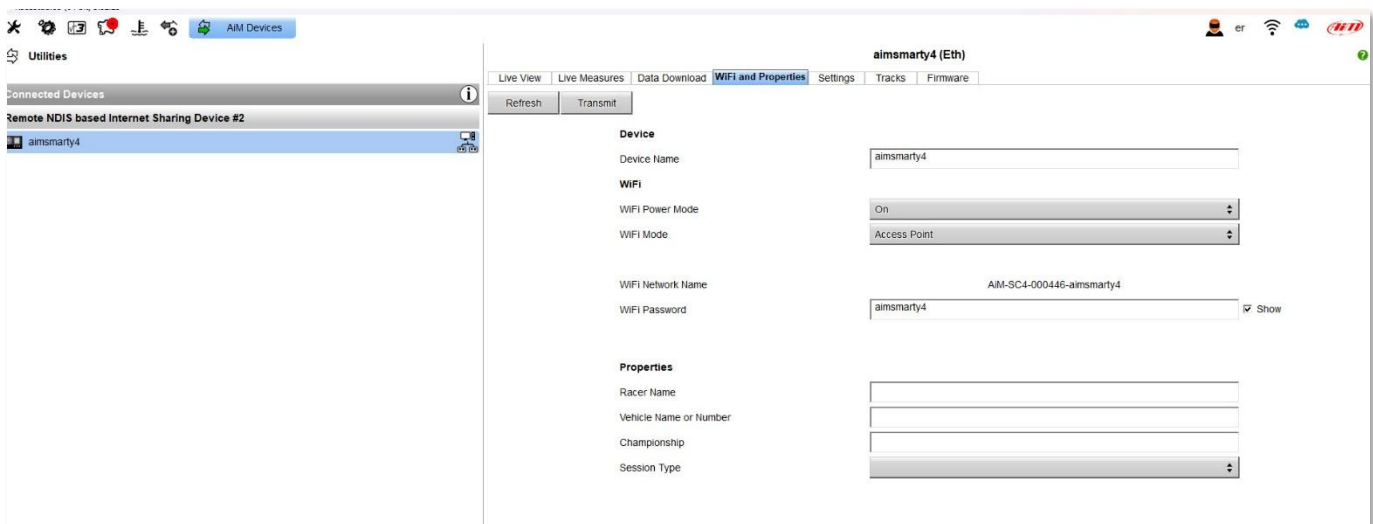 AiM Devices
er
AiM
Utilities
aimsmarty4 (Eth)
Live View Live Measures Data Download WiFi and Properties Settings Tracks Firmware
Connected Devices
Refresh Transmit
Remote NDIS based Internet Sharing Device #2
aimsmarty4
Device
Device Name aimsmarty4
WiFi
WiFi Power Mode On
WiFi Mode Access Point
WiFi Network Name AiM-SC4-000446-aimsmarty4
WiFi Password aimsmarty4 Show
Properties
Racer Name
Vehicle Name or Number
Championship
Session Type